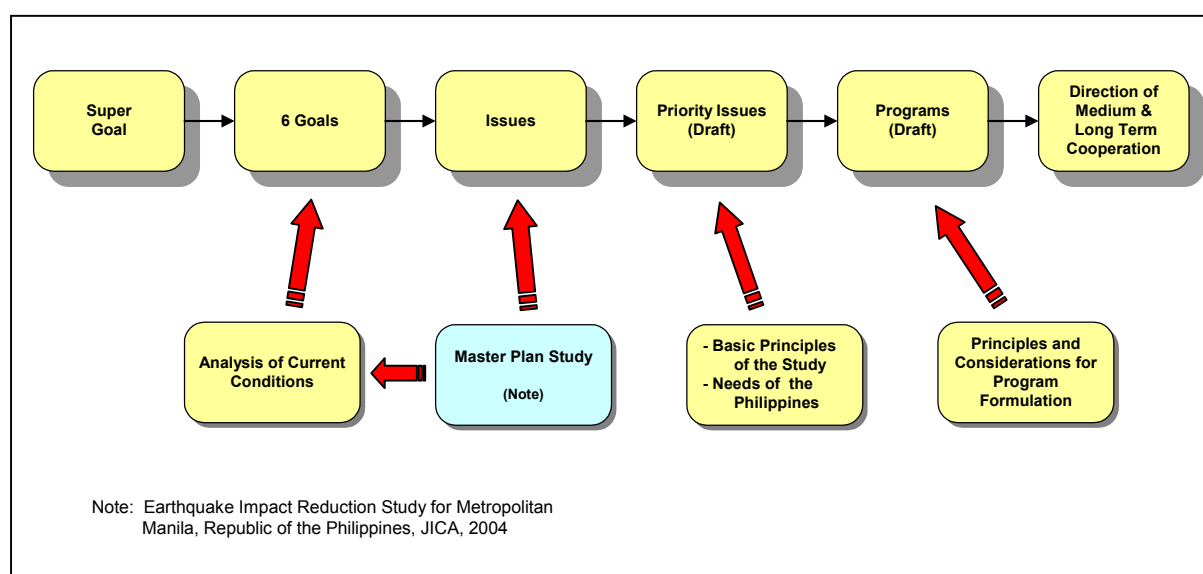 Super
Goal
6 Goals
Issues
Priority Issues
(Draft)
Programs
(Draft)
Direction of
Medium &
Long Term
Cooperation
Analysis of Current
Conditions
Master Plan Study
(Note)
- Basic Principles
of the Study
- Needs of the
Philippines
Principles and
Considerations for
Program
Formulation
Note: Earthquake Impact Reduction Study for Metropolitan
Manila, Republic of the Philippines, JICA, 2004